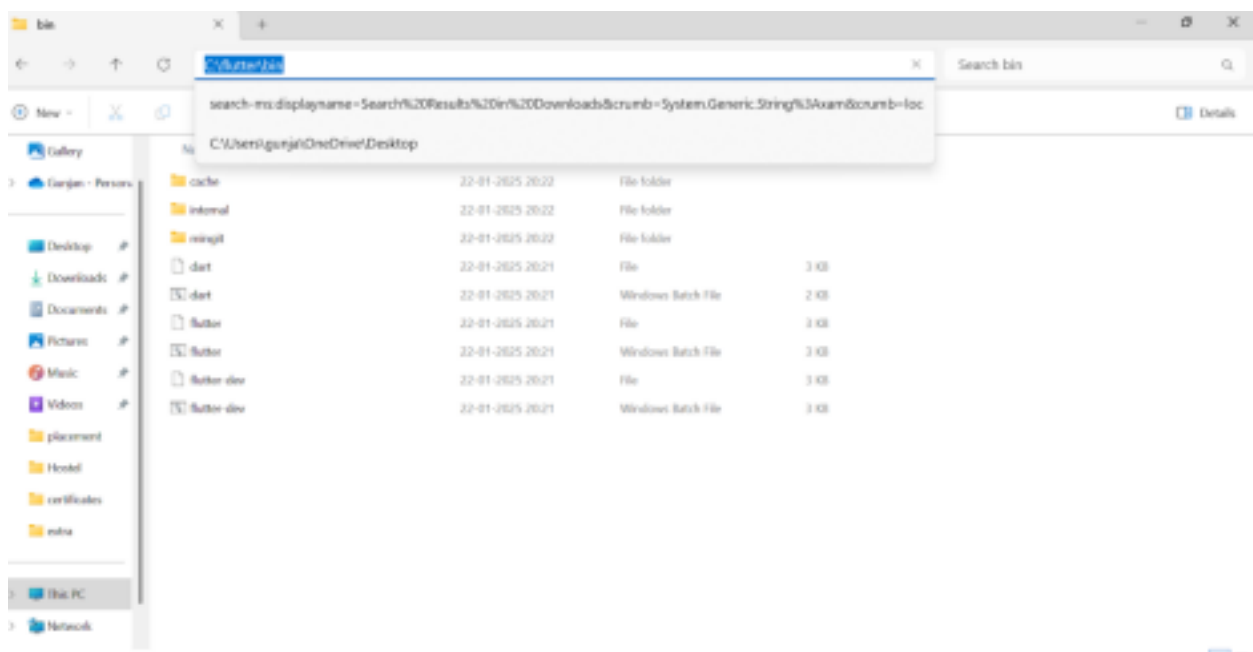 bin
C:\flutter\bin
Search bin
search-ms:displayname=Search%20Results%20in%20Downloads&crumb=System.Generic.String%3Axam&crumb=loc
C:\Users\gunja\OneDrive\Desktop
New
Details
Gallery
Gunjan - Persona
Desktop
Downloads
Documents
Pictures
Music
Videos
placement
Hostel
certificates
extra
This PC
Network
cache 22-01-2025 20:22 File folder
internal 22-01-2025 20:22 File folder
mingit 22-01-2025 20:22 File folder
dart 22-01-2025 20:21 File 3 KB
dart 22-01-2025 20:21 Windows Batch File 2 KB
flutter 22-01-2025 20:21 File 3 KB
flutter 22-01-2025 20:21 Windows Batch File 3 KB
flutter-dev 22-01-2025 20:21 File 3 KB
flutter-dev 22-01-2025 20:21 Windows Batch File 3 KB